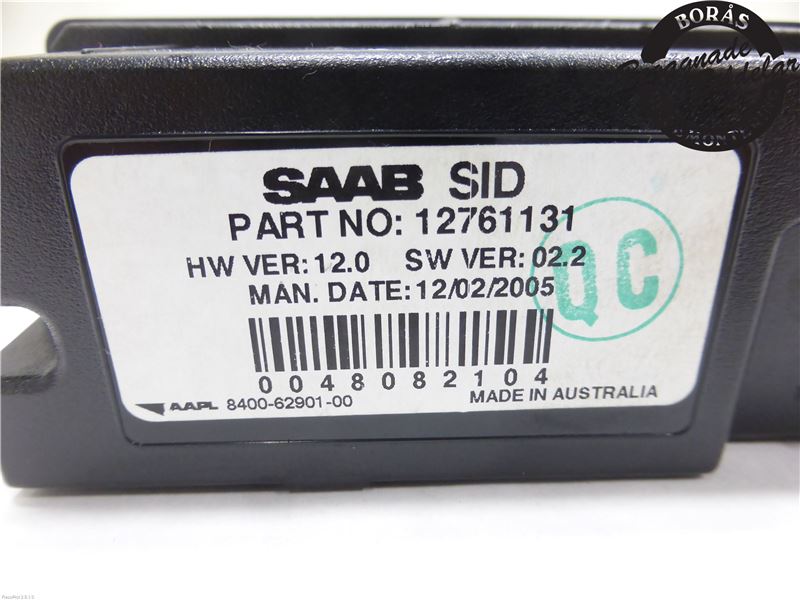 BORÅS
SAAB SID
PART NO: 12761131
HW VER: 12.0 SW VER: 02.2
MAN. DATE: 12/02/2005
QC
0048082104
AAPL 8400-62901-00
MADE IN AUSTRALIA